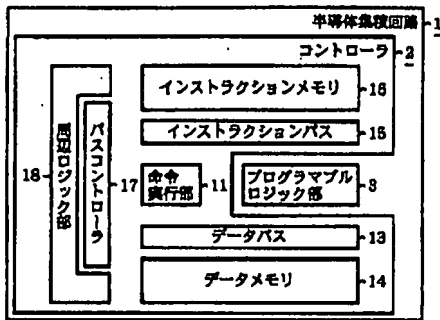 半導体集積回路 1
コントローラ 2
インストラクションメモリ 16
インストラクションバス 15
周辺ロジック部 18
バスコントローラ 17
命令
実行部 11
プログラマブル
ロジック部 3
データバス 13
データメモリ 14